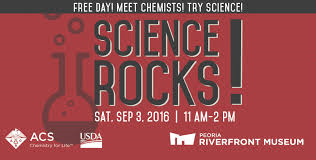 FREE DAY! MEET CHEMISTS! TRY SCIENCE!
SCIENCE
ROCKS!
SAT. SEP 3, 2016 | 11 AM-2 PM
ACS
Chemistry for Life™
USDA
PEORIA
RIVERFRONT MUSEUM